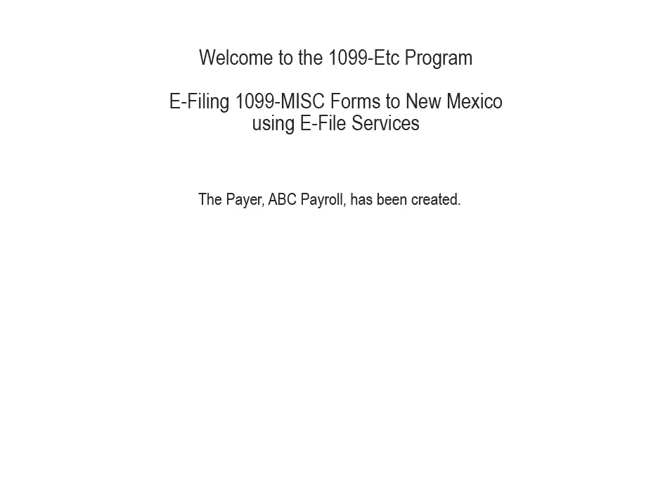 Welcome to the 1099-Etc Program
E-Filing 1099-MISC Forms to New Mexico
using E-File Services
The Payer, ABC Payroll, has been created.